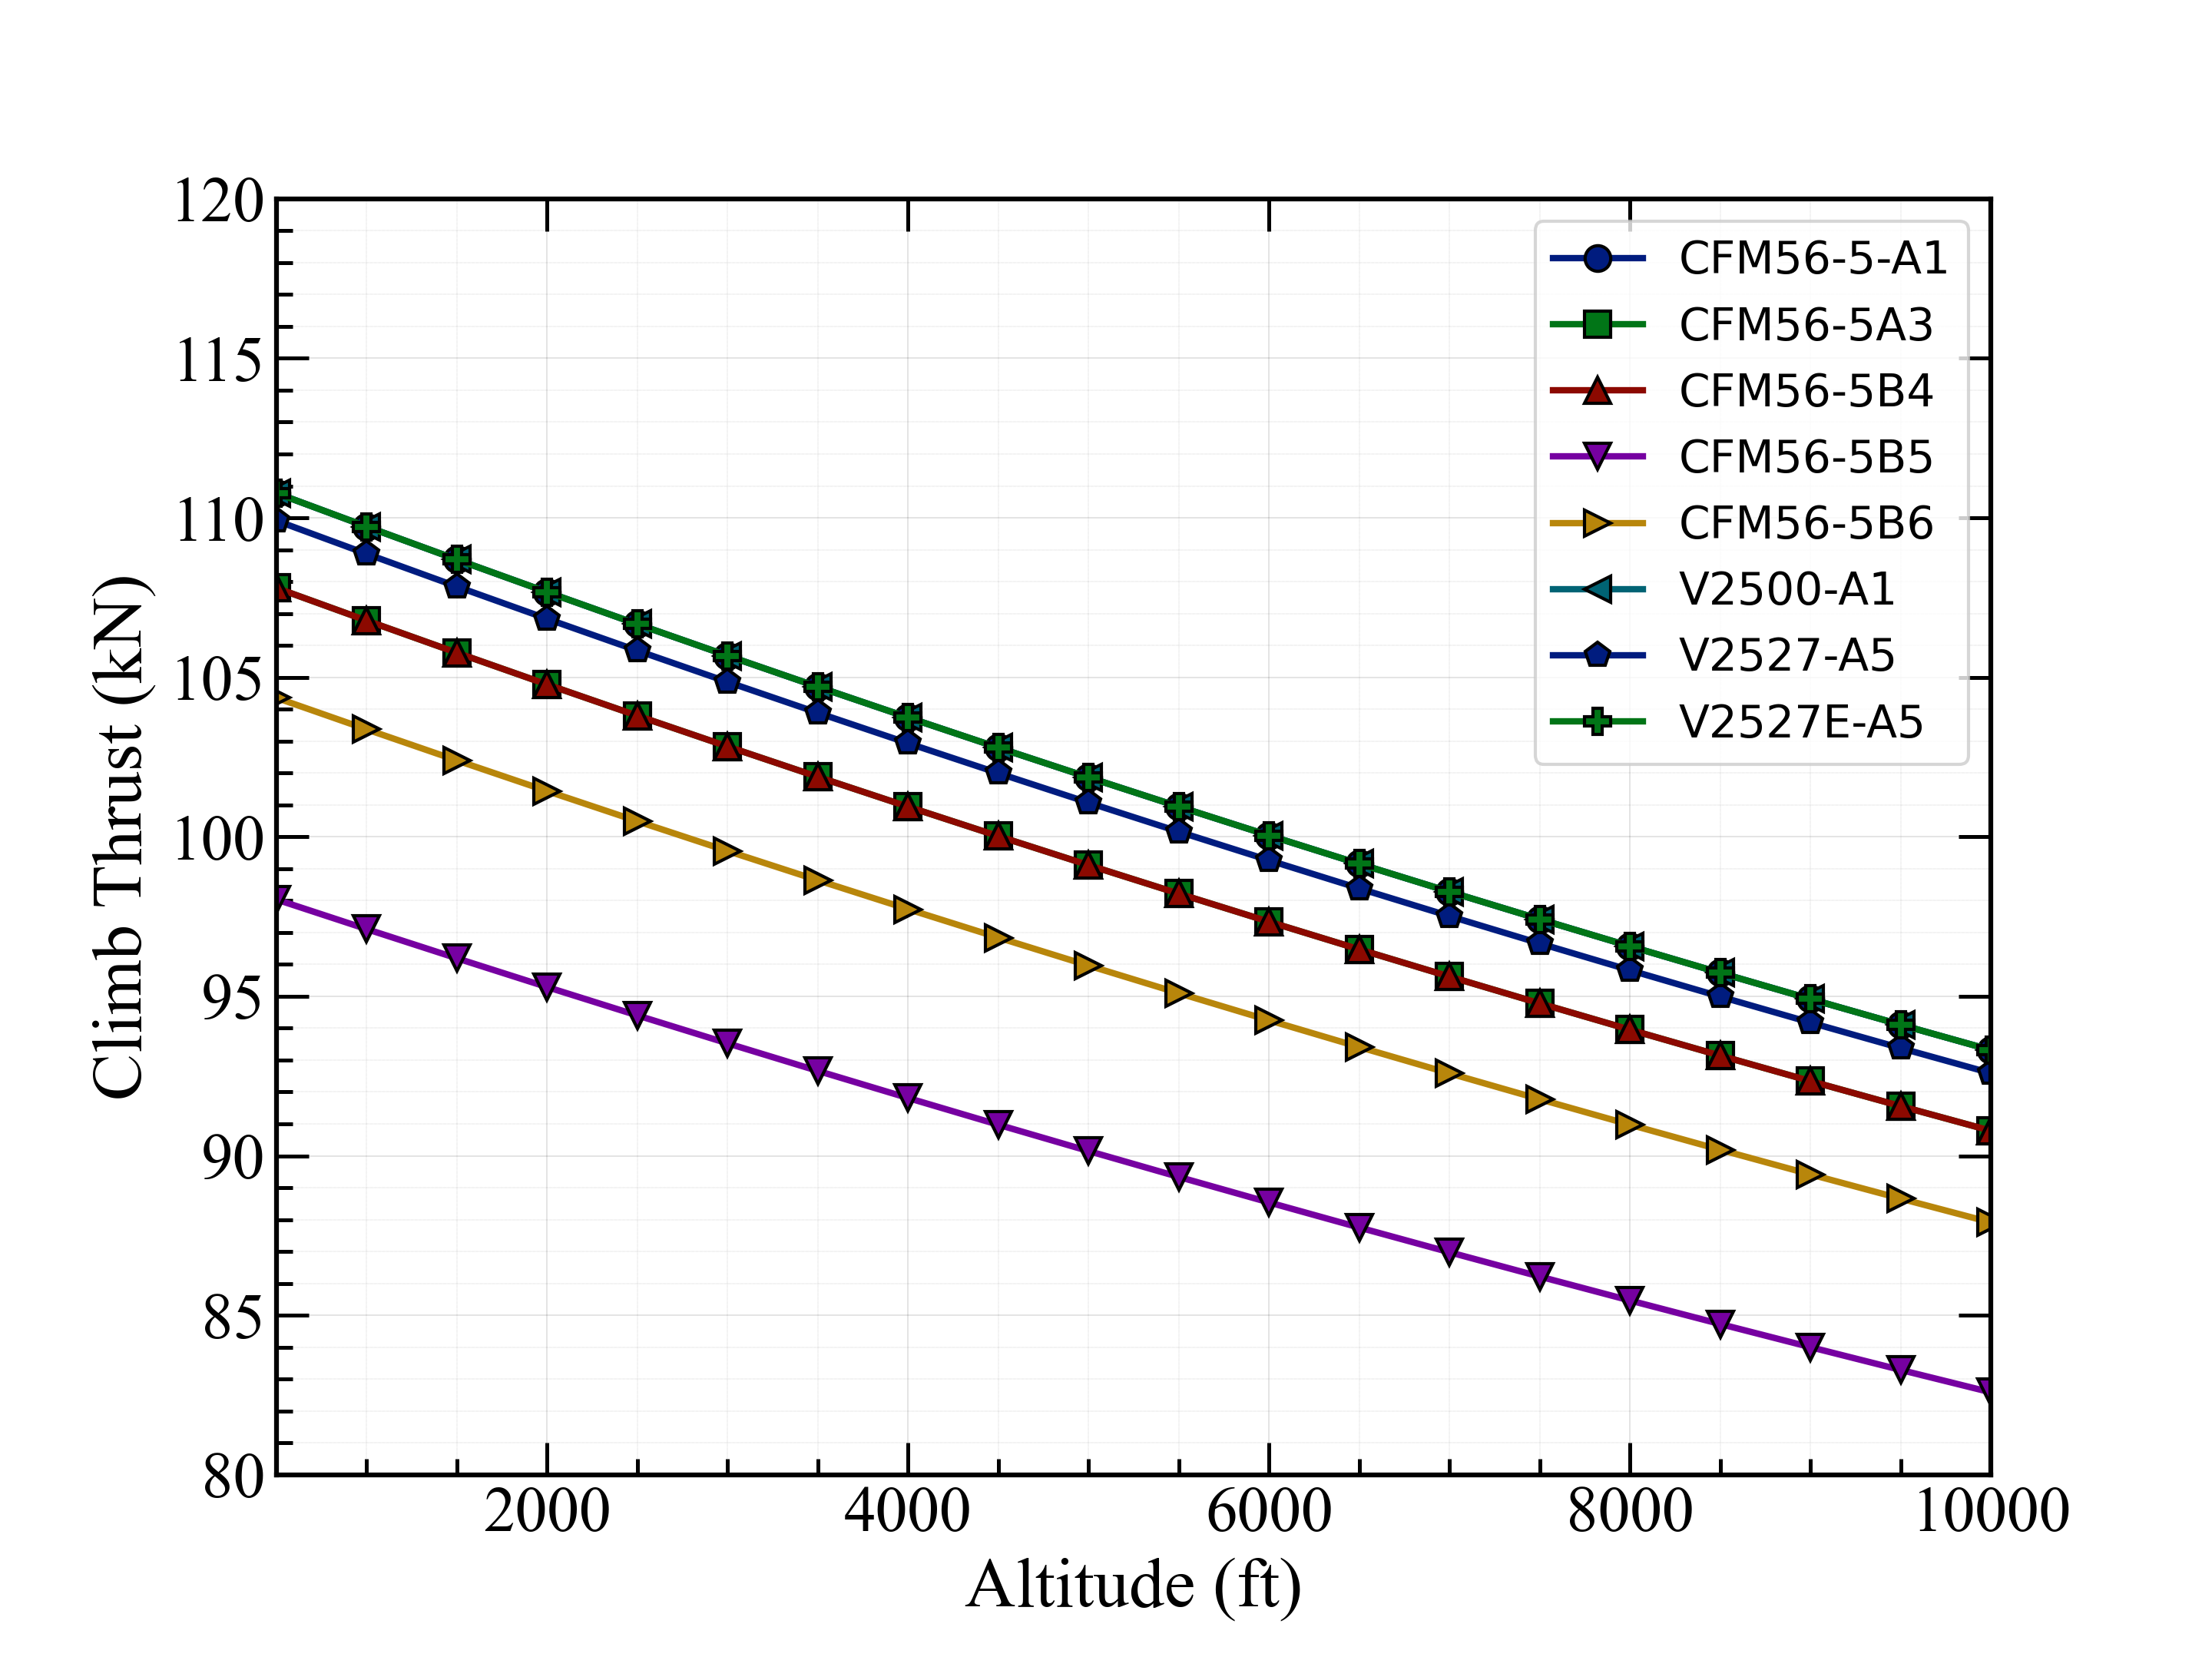 120
115
110
105
100
95
90
85
80
Climb Thrust (kN)
CFM56-5-A1
CFM56-5A3
CFM56-5B4
CFM56-5B5
CFM56-5B6
V2500-A1
V2527-A5
V2527E-A5
2000 4000 6000 8000 10000
Altitude (ft)